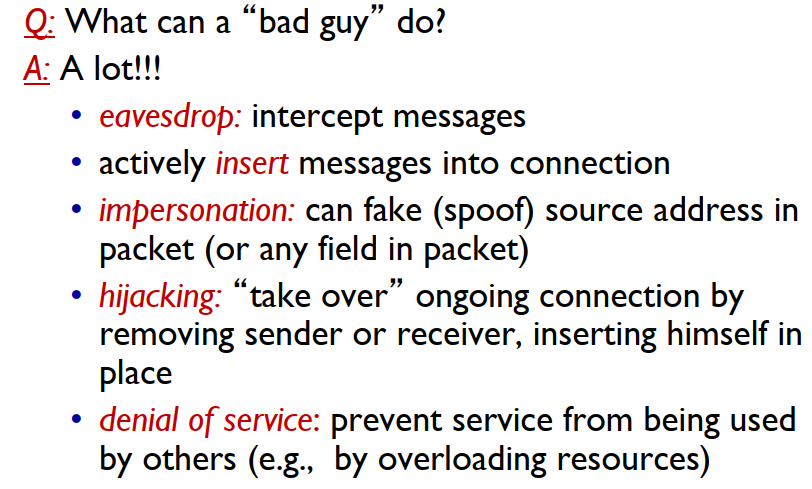 Q: What can a “bad guy” do?
A: A lot!!!
• eavesdrop: intercept messages
• actively insert messages into connection
• impersonation: can fake (spoof) source address in
packet (or any field in packet)
• hijacking: “take over” ongoing connection by
removing sender or receiver, inserting himself in
place
• denial of service: prevent service from being used
by others (e.g., by overloading resources)